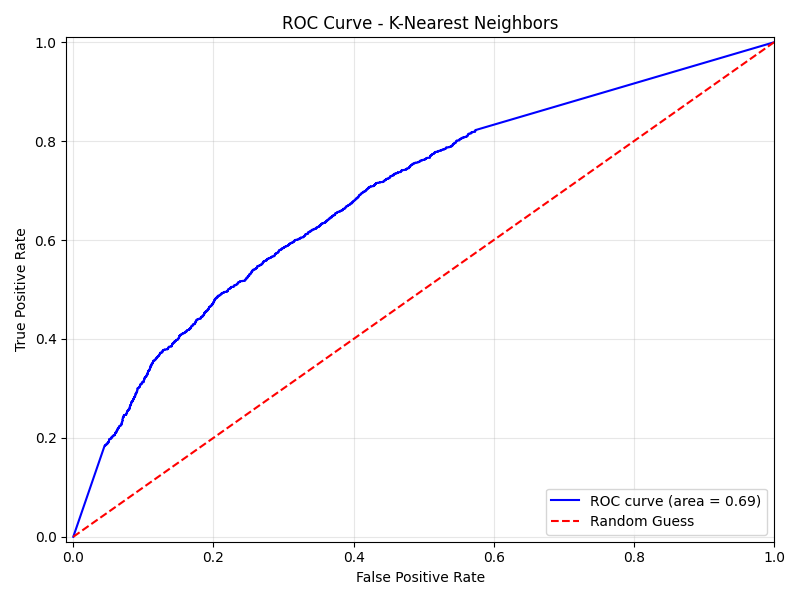 ROC Curve - K-Nearest Neighbors
1.0
0.8
0.6
0.4
0.2
0.0
True Positive Rate
0.0 0.2 0.4 0.6 0.8 1.0
False Positive Rate
ROC curve (area = 0.69)
Random Guess